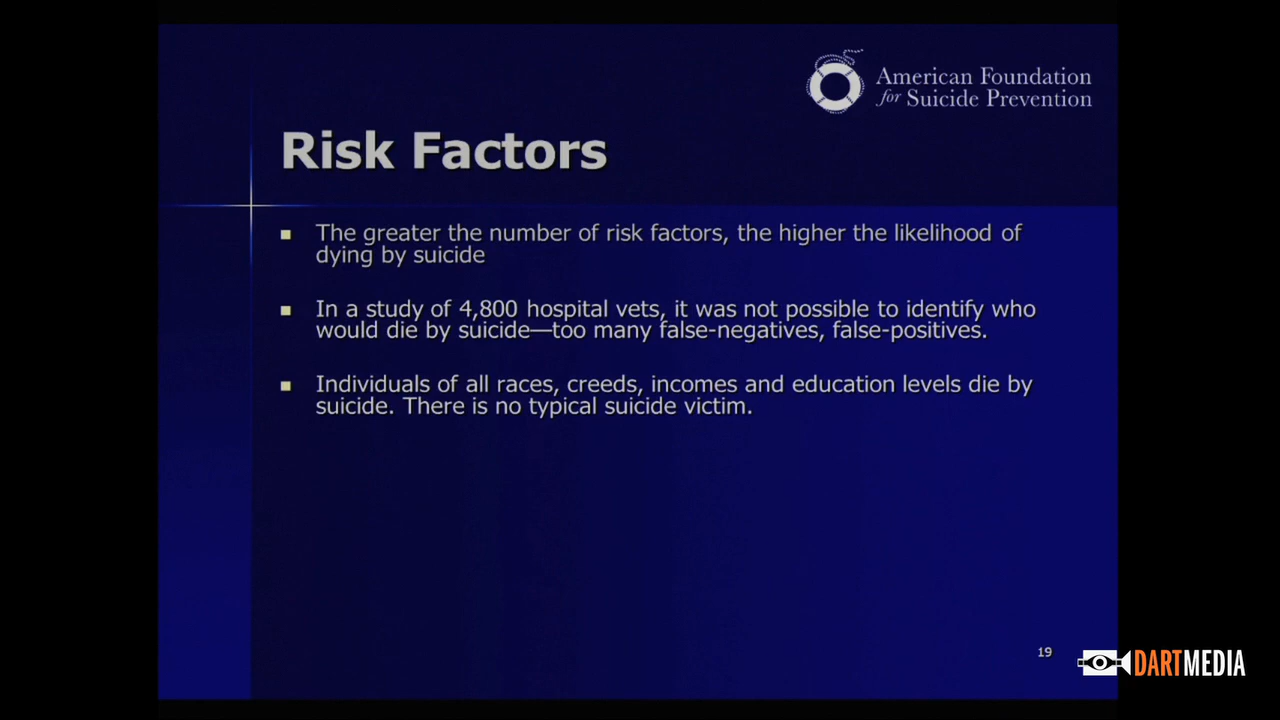 American Foundation
for Suicide Prevention
Risk Factors
The greater the number of risk factors, the higher the likelihood of
dying by suicide
In a study of 4,800 hospital vets, it was not possible to identify who
would die by suicide—too many false-negatives, false-positives.
Individuals of all races, creeds, incomes and education levels die by
suicide. There is no typical suicide victim.
19
DARTMEDIA